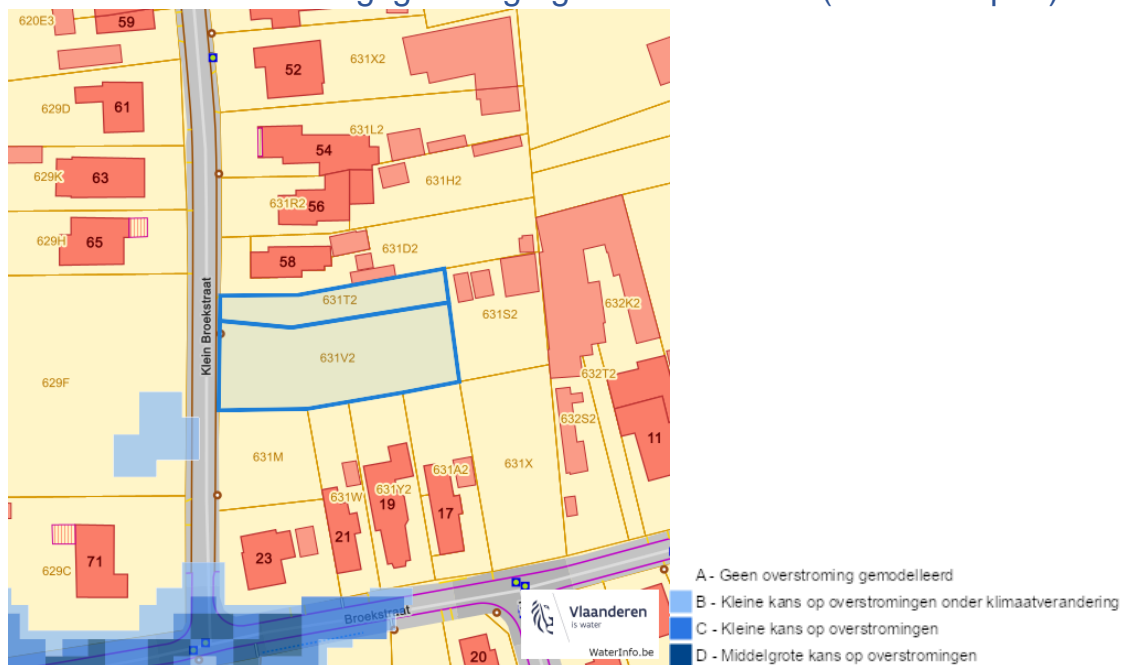 620E3
59
52
631X2
629D
61
631L2
54
629K
63
631H2
631R2
56
629H
65
631D2
58
Klein Broekstraat
631T2
631S2
632K2
631V2
629F
632T2
632S2
11
631M
631A2
631X
631W
631Y2
19
17
21
23
71
629C
Broekstraat
20
Vlaanderen
is water
WaterInfo.be
A - Geen overstroming gemodelleerd
B - Kleine kans op overstromingen onder klimaatverandering
C - Kleine kans op overstromingen
D - Middelgrote kans op overstromingen